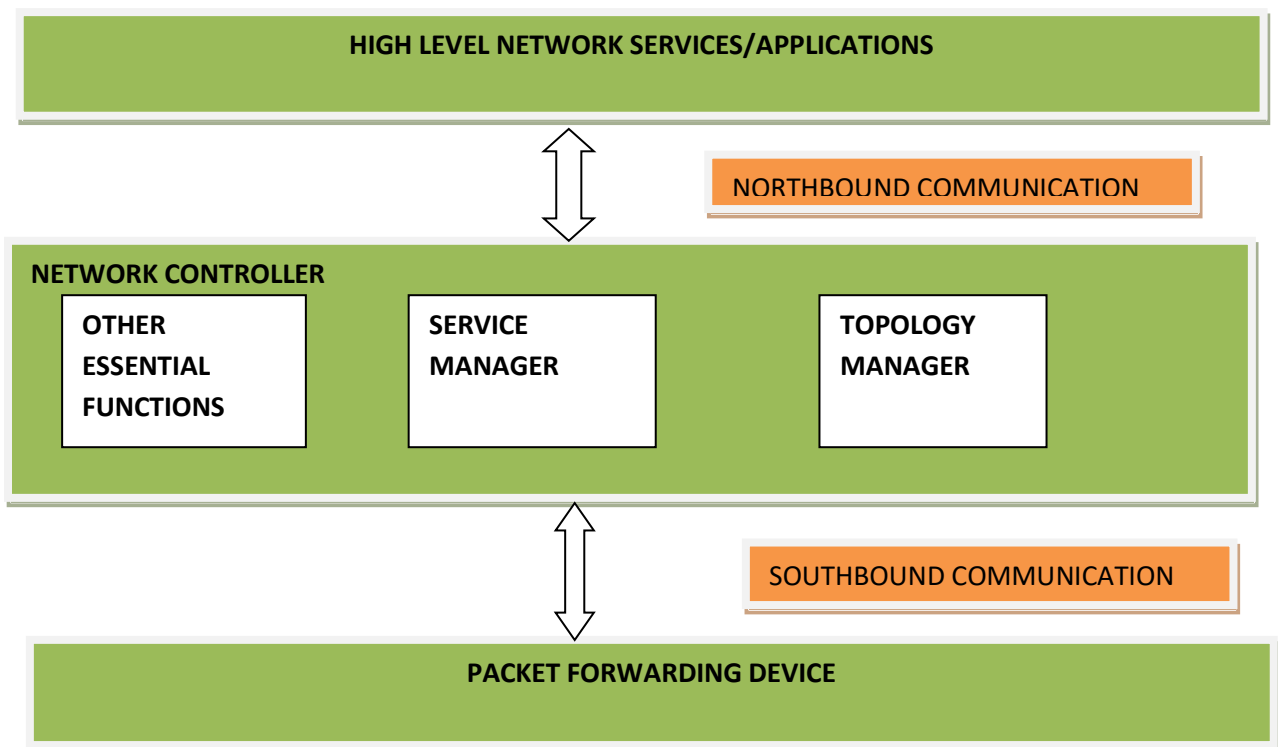 HIGH LEVEL NETWORK SERVICES/APPLICATIONS
NORTHBOUND COMMUNICATION
NETWORK CONTROLLER
OTHER
ESSENTIAL
FUNCTIONS
SERVICE
MANAGER
TOPOLOGY
MANAGER
SOUTHBOUND COMMUNICATION
PACKET FORWARDING DEVICE